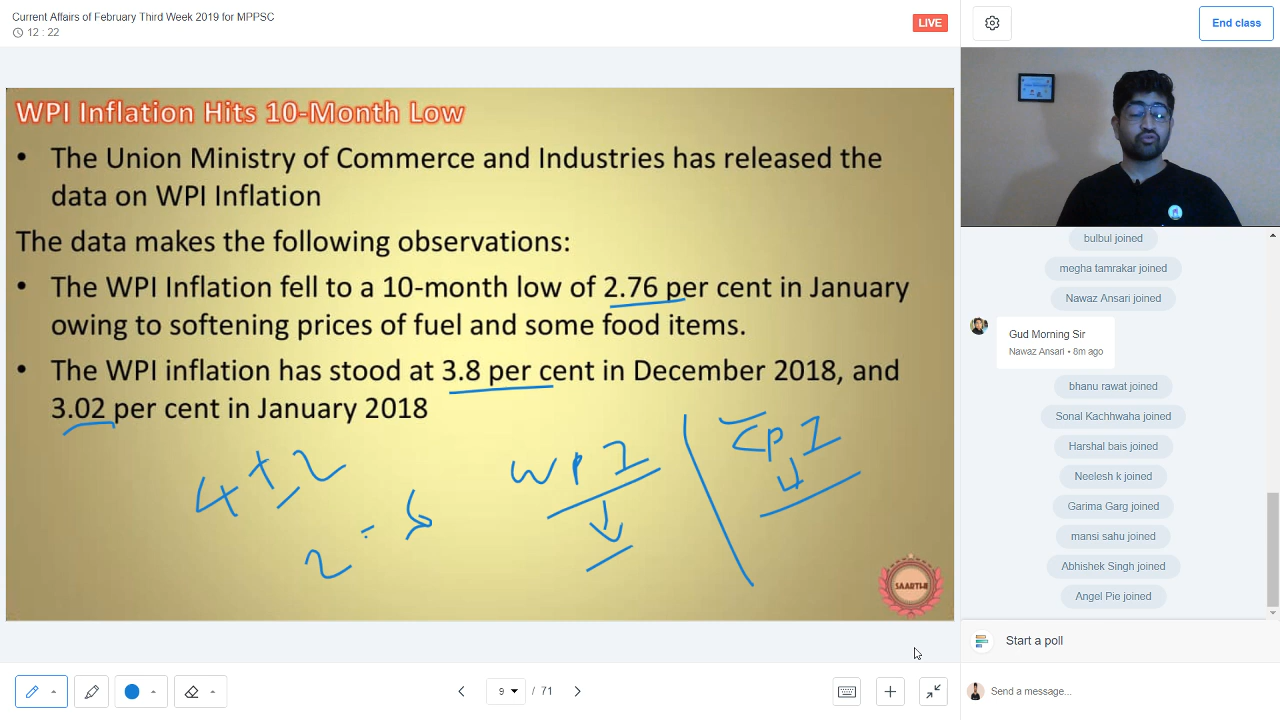 Current Affairs of February Third Week 2019 for MPPSC
12 : 22
LIVE
End class
WPI Inflation Hits 10-Month Low
• The Union Ministry of Commerce and Industries has released the
data on WPI Inflation
The data makes the following observations:
• The WPI Inflation fell to a 10-month low of 2.76 per cent in January
owing to softening prices of fuel and some food items.
• The WPI inflation has stood at 3.8 per cent in December 2018, and
3.02 per cent in January 2018
4 ± 2
2 - 6
WPI
CPI
SAARTHI
bulbul joined
megha tamrakar joined
Nawaz Ansari joined
Gud Morning Sir
Nawaz Ansari • 8m ago
bhanu rawat joined
Sonal Kachhwaha joined
Harshal bais joined
Neelesh k joined
Garima Garg joined
mansi sahu joined
Abhishek Singh joined
Angel Pie joined
Start a poll
Send a message...
9 / 71